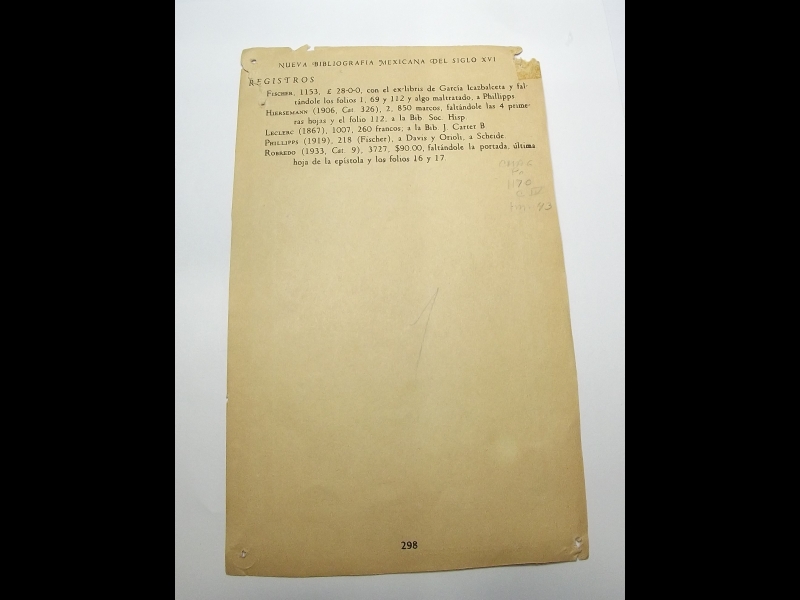 NUEVA BIBLIOGRAFIA MEXICANA DEL SIGLO XVI
REGISTROS
FISCHER, 1153, £ 28-0-0, con el ex-libris de García Icazbalceta y fal-
tándole los folios 1, 69 y 112 y algo maltratado, a Phillipps
HIERSEMANN (1906, Cat. 326), 2, 850 marcos, faltándole las 4 prime-
ras hojas y el folio 112, a la Bib. Soc. Hisp
LECLERC (1867), 1007, 260 francos, a la Bib. J. Carter B
PHILLIPPS (1919), 218 (Fischer), a Davis y Orioli, a Scheide
ROBREDO (1933, Cat. 9), 3727, $90.00, faltándole la portada, última
hoja de la epístola y los folios 16 y 17
298